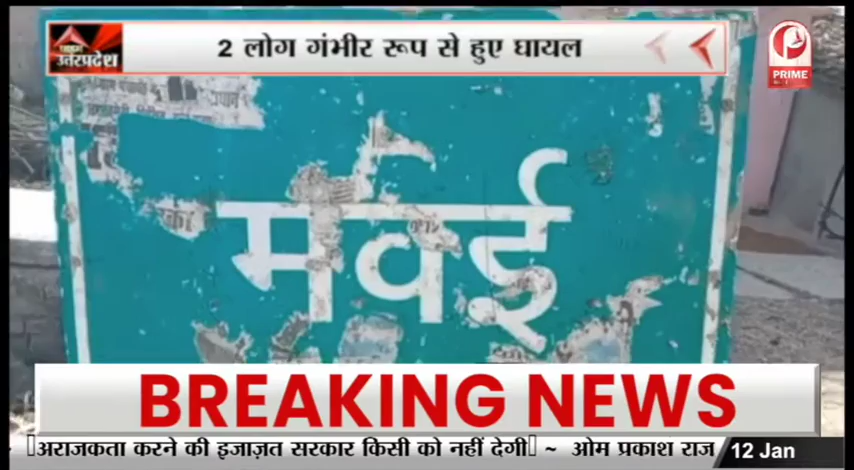 टाइम
उत्तरप्रदेश
2 लोग गंभीर रूप से हुए घायल
PRIME
मवई
BREAKING NEWS
अराजकता करने की इजाज़त सरकार किसी को नहीं देगी ~ ओम प्रकाश राज
12 Jan